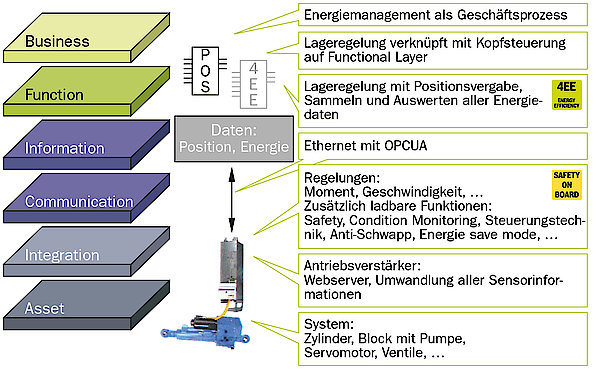 Business
Function
Information
Communication
Integration
Asset
POS
4EE
Daten:
Position, Energie
Energiemanagement als Geschäftsprozess
Lageregelung verknüpft mit Kopfsteuerung
auf Functional Layer
Lageregelung mit Positionsvergabe,
Sammeln und Auswerten aller Energie-
daten
4EE
ENERGY
EFFICIENCY
Ethernet mit OPCUA
Regelungen:
Moment, Geschwindigkeit, …
Zusätzlich ladbare Funktionen:
Safety, Condition Monitoring, Steuerungstech-
nik, Anti-Schwapp, Energie save mode, …
SAFETY
ON
BOARD
Antriebsverstärker:
Webserver, Umwandlung aller Sensorinfor-
mationen
System:
Zylinder, Block mit Pumpe,
Servomotor, Ventile, …